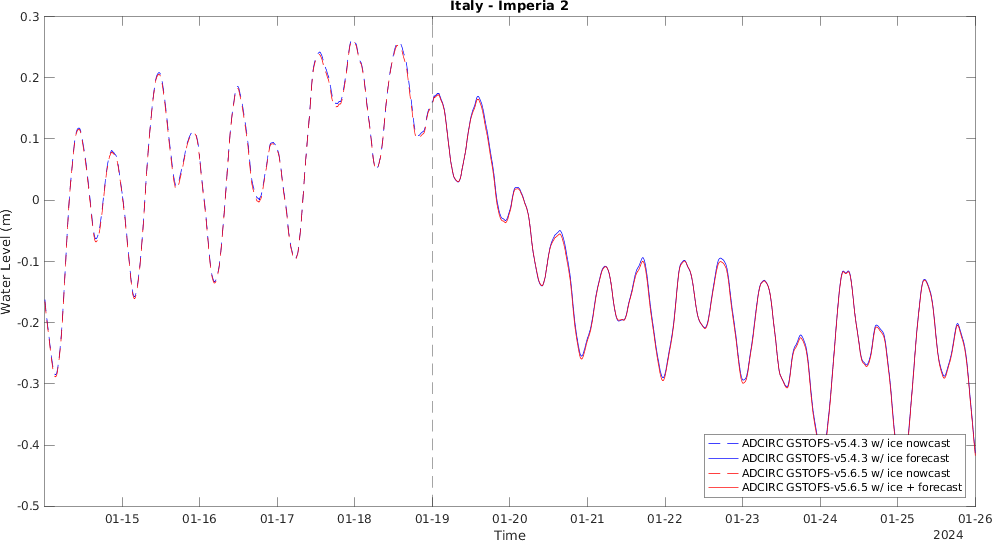 Italy - Imperia 2
Water Level (m)
0.3
0.2
0.1
0
-0.1
-0.2
-0.3
-0.4
-0.5
ADCIRC GSTOFS-v5.4.3 w/ ice nowcast
ADCIRC GSTOFS-v5.4.3 w/ ice forecast
ADCIRC GSTOFS-v5.6.5 w/ ice nowcast
ADCIRC GSTOFS-v5.6.5 w/ ice + forecast
01-15 01-16 01-17 01-18 01-19 01-20 01-21 01-22 01-23 01-24 01-25 01-26
Time
2024